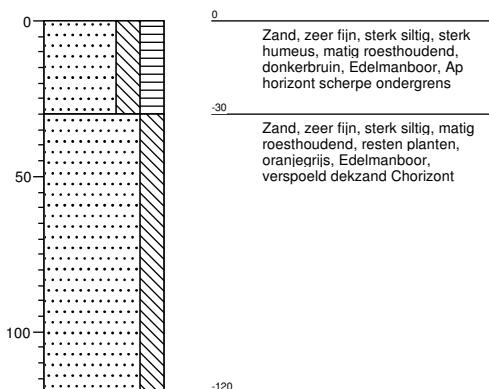 0
0
Zand, zeer fijn, sterk siltig, sterk
humeus, matig roesthoudend,
donkerbruin, Edelmanboor, Ap
horizont scherpe ondergrens
-30
Zand, zeer fijn, sterk siltig, matig
roesthoudend, resten planten,
oranjegrijs, Edelmanboor,
verspoeld dekzand Chorizont
50
100
-120